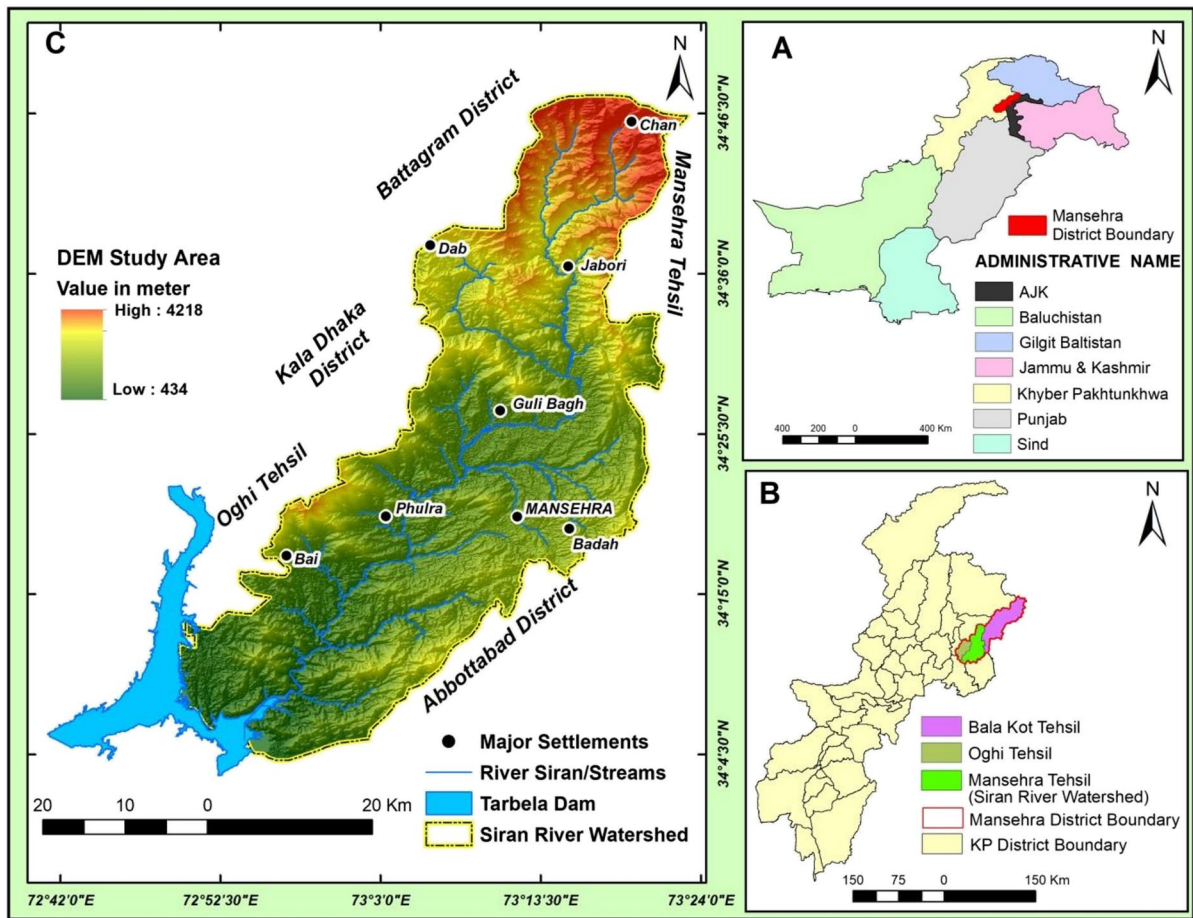 C
N
Battagram District
Chan
Mansehra Tehsil
Dab
Jabori
DEM Study Area
Value in meter
High : 4218
Low : 434
Kala Dhaka
District
Guli Bagh
Oghi Tehsil
Phulra
MANSEHRA
Badah
Bai
Abbottabad District
Major Settlements
River Siran/Streams
Tarbela Dam
Siran River Watershed
20 10 0 20 Km
72°42'0"E 72°52'30"E 73°3'0"E 73°13'30"E 73°24'0"E
34°46'30"N
34°36'0"N
34°25'30"N
34°15'0"N
34°4'30"N
A
N
Mansehra
District Boundary
ADMINISTRATIVE NAME
AJK
Baluchistan
Gilgit Baltistan
Jammu & Kashmir
Khyber Pakhtunkhwa
Punjab
Sind
400 200 0 400 Km
B
N
Bala Kot Tehsil
Oghi Tehsil
Mansehra Tehsil
(Siran River Watershed)
Mansehra District Boundary
KP District Boundary
150 75 0 150 Km